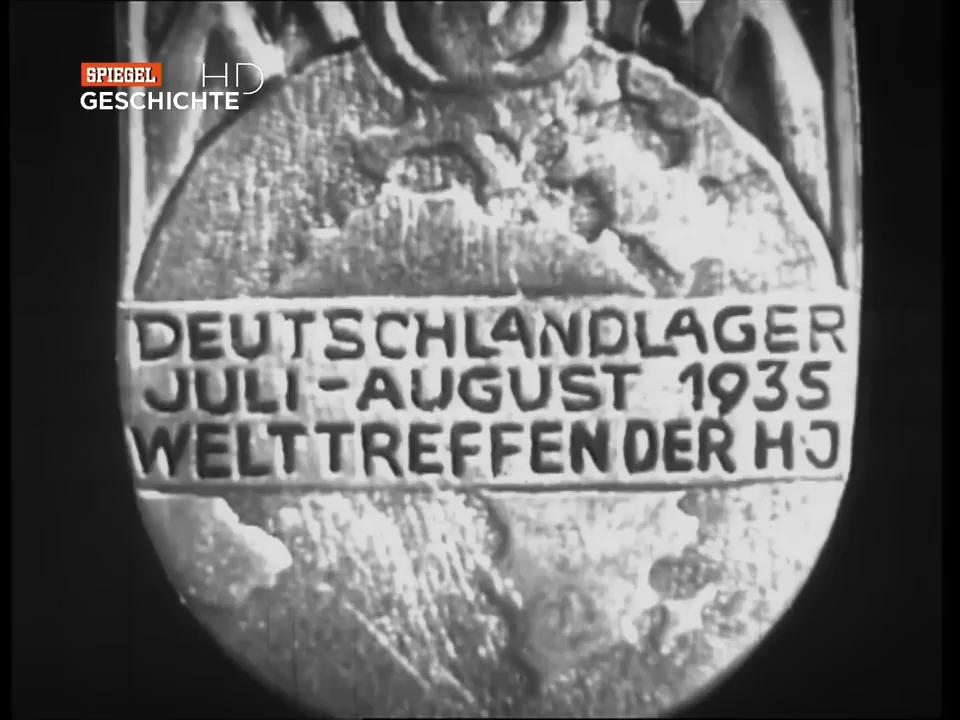 SPIEGEL HD
GESCHICHTE
DEUTSCHLANDLAGER
JULI-AUGUST 1935
WELTTREFFEN DER HJ